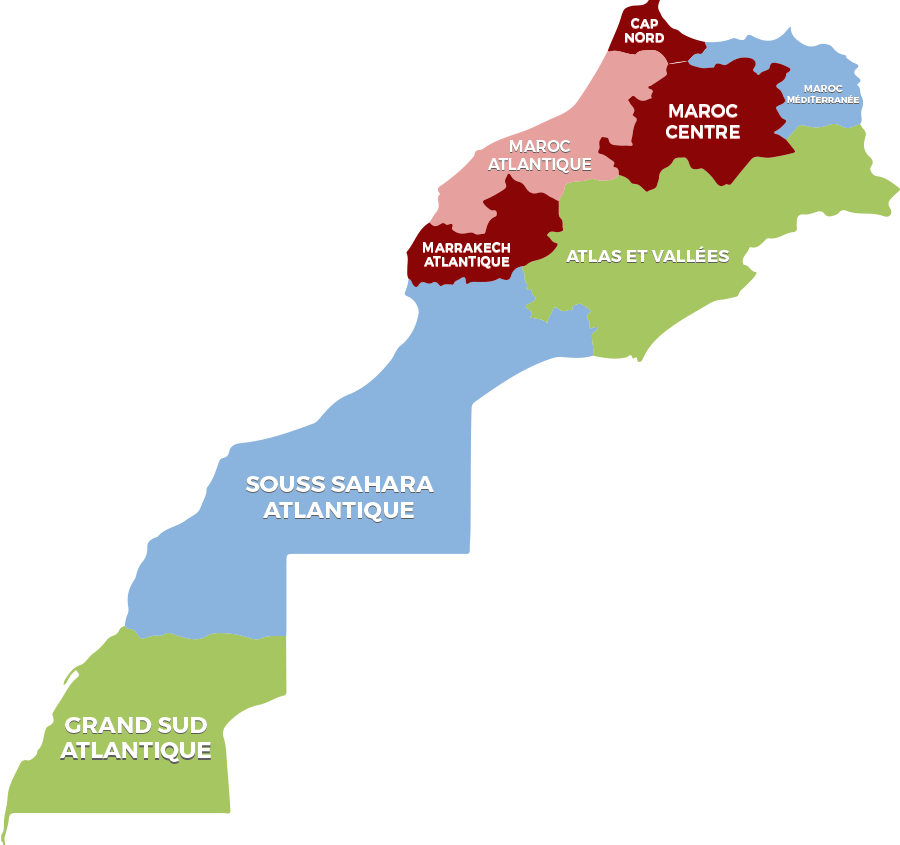 CAP
NORD
MAROC
MÉDITERRANÉE
MAROC
CENTRE
MAROC
ATLANTIQUE
MARRAKECH
ATLANTIQUE
ATLAS ET VALLÉES
SOUSS SAHARA
ATLANTIQUE
GRAND SUD
ATLANTIQUE